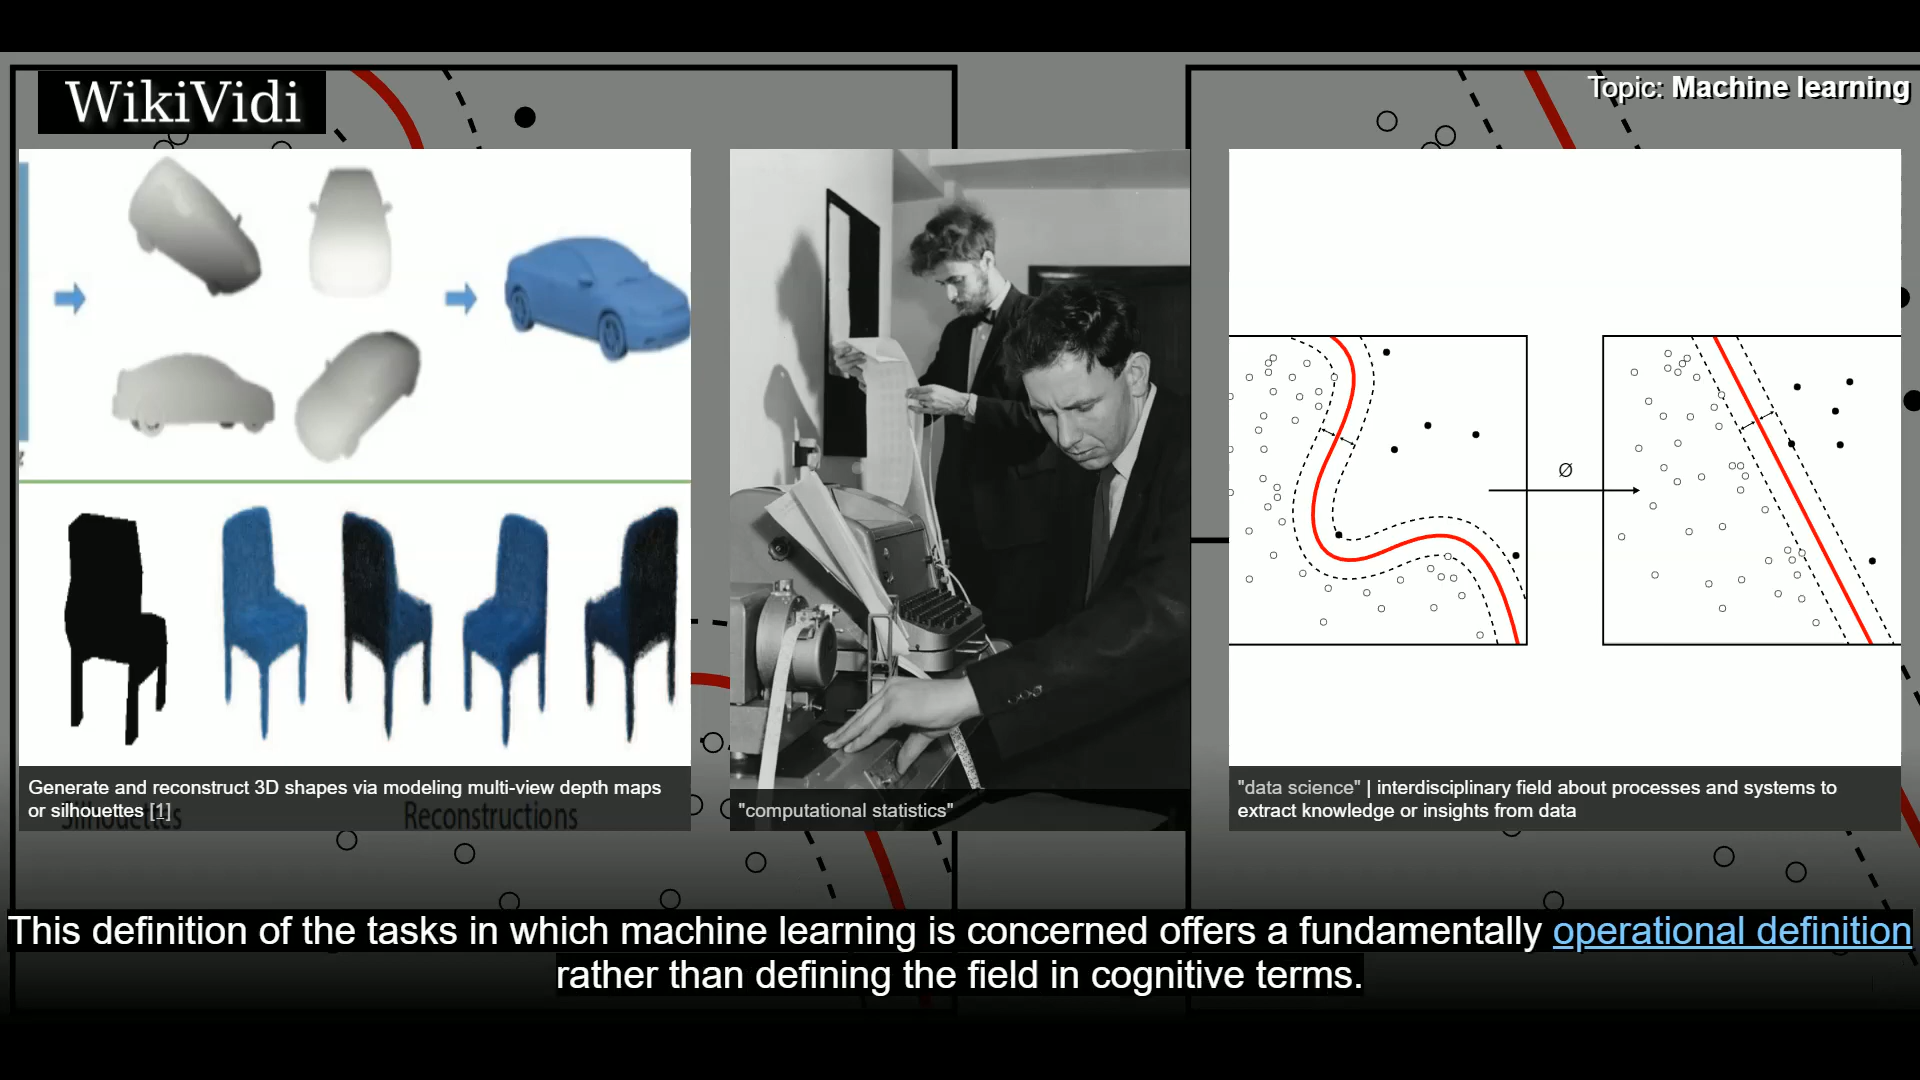 WikiVidi
Topic: Machine learning
Ø
Generate and reconstruct 3D shapes via modeling multi-view depth maps
or silhouettes [1]
Silhouettes
Reconstructions
"computational statistics"
"data science" | interdisciplinary field about processes and systems to
extract knowledge or insights from data
This definition of the tasks in which machine learning is concerned offers a fundamentally operational definition
rather than defining the field in cognitive terms.